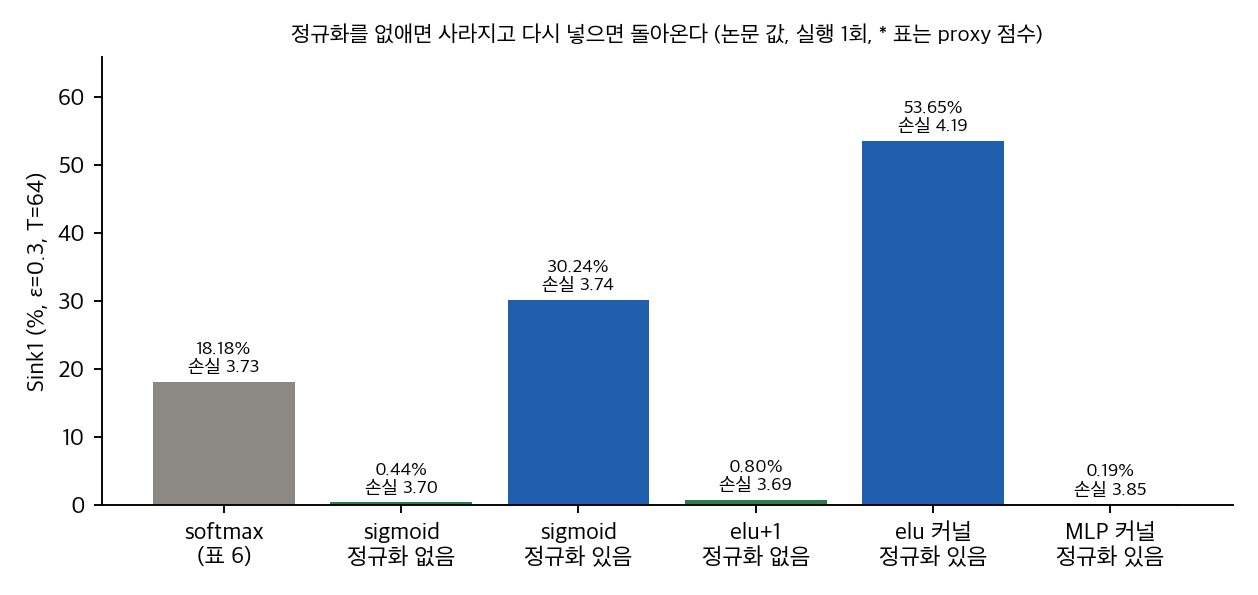 정규화를 없애면 사라지고 다시 넣으면 돌아온다 (논문 값, 실행 1회, * 표는 proxy 점수)
Sink1 (%, ε=0.3, T=64)
60
50
40
30
20
10
0
18.18%
손실 3.73
0.44%
손실 3.70
30.24%
손실 3.74
0.80%
손실 3.69
53.65%
손실 4.19
0.19%
손실 3.85
softmax
(표 6)
sigmoid
정규화 없음
sigmoid
정규화 있음
elu+1
정규화 없음
elu 커널
정규화 있음
MLP 커널
정규화 있음